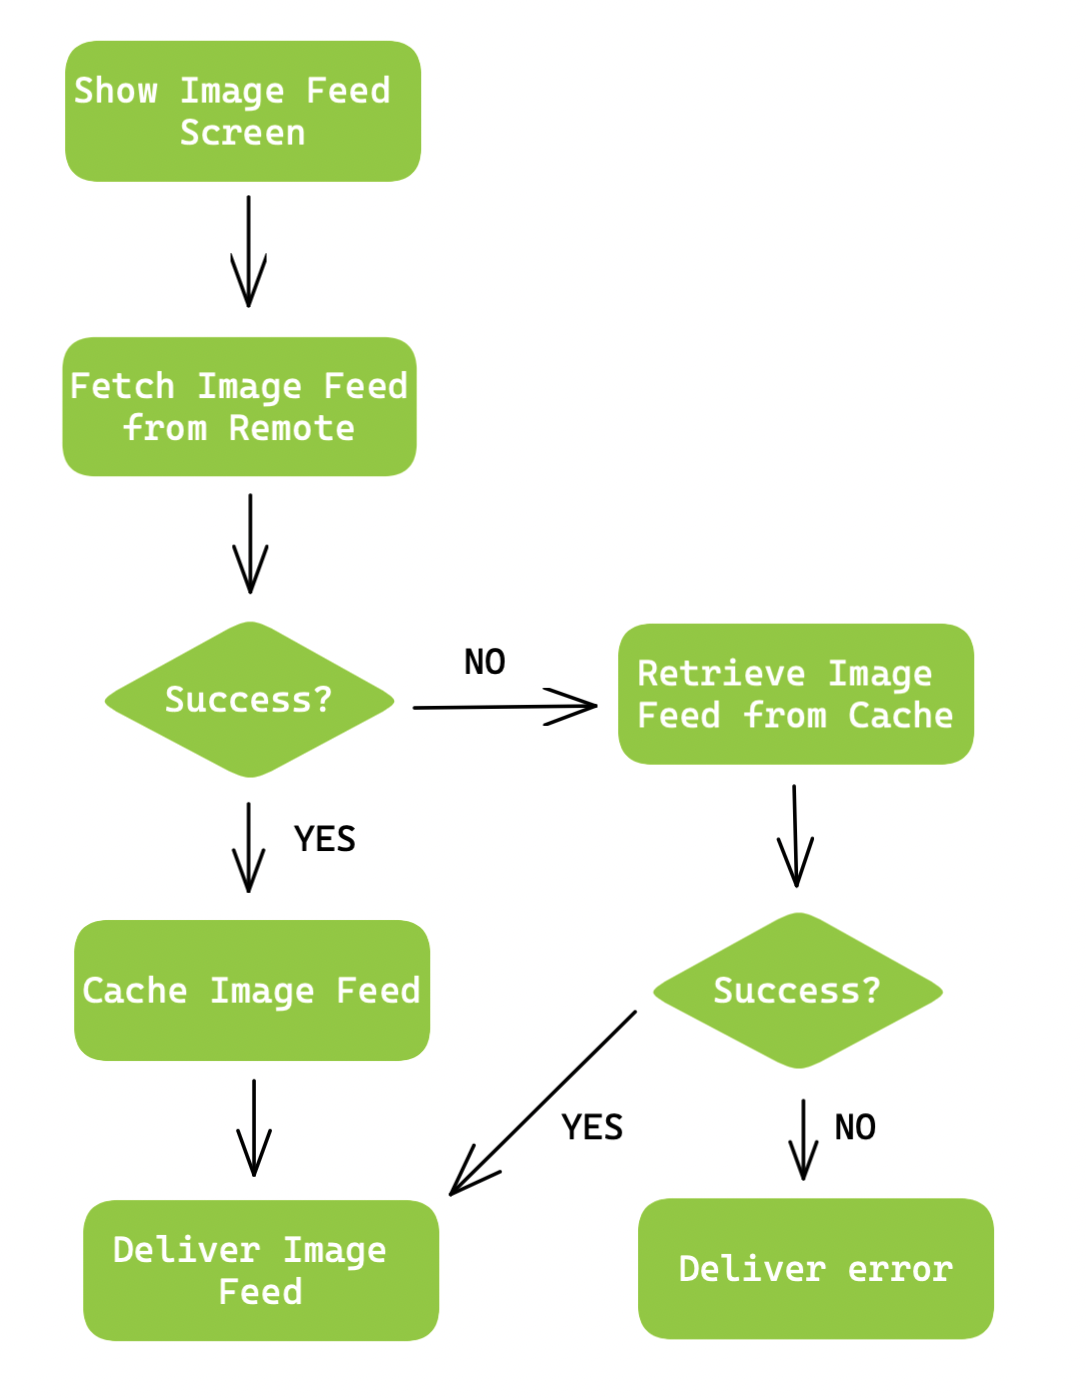 Show Image Feed
Screen
Fetch Image Feed
from Remote
Success?
NO
Retrieve Image
Feed from Cache
YES
Cache Image Feed
Success?
YES
NO
Deliver Image
Feed
Deliver error